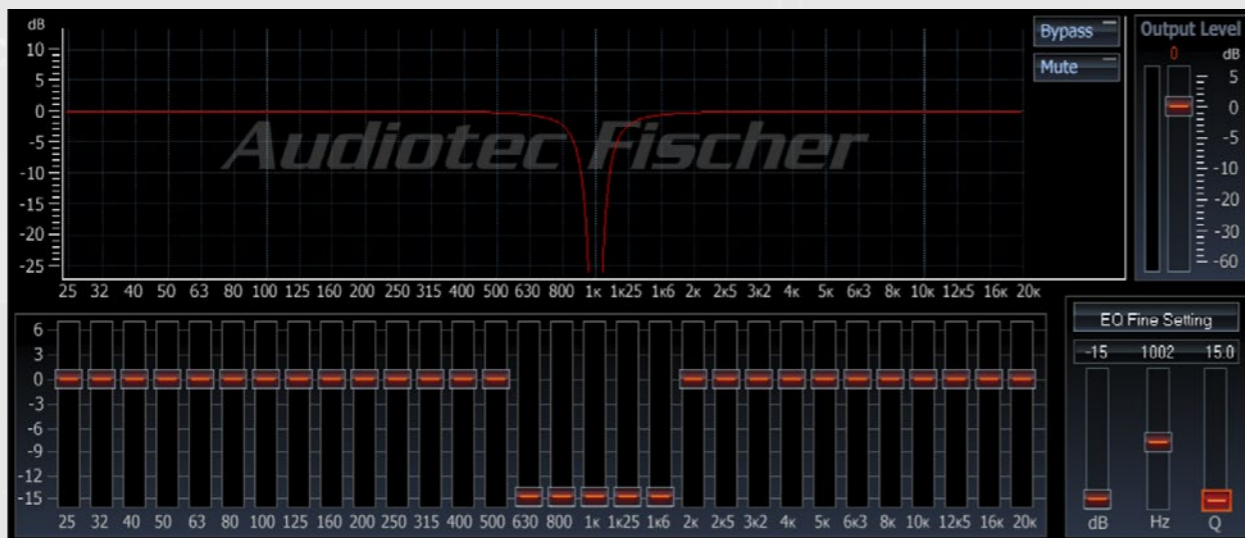 dB
10
5
0
-5
-10
-15
-20
-25
Audiotec Fischer
25 32 40 50 63 80 100 125 160 200 250 315 400 500 630 800 1K 1K25 1K6 2K 2K5 3K2 4K 5K 6K3 8K 10K 12K5 16K 20K
Bypass
Mute
Output Level
0
dB
5
0
-5
-10
-20
-30
-60
6
3
0
-3
-6
-9
-12
-15
25 32 40 50 63 80 100 125 160 200 250 315 400 500 630 800 1K 1K25 1K6 2K 2K5 3K2 4K 5K 6K3 8K 10K 12K5 16K 20K
EQ Fine Setting
-15 1002 15.0
dB Hz Q